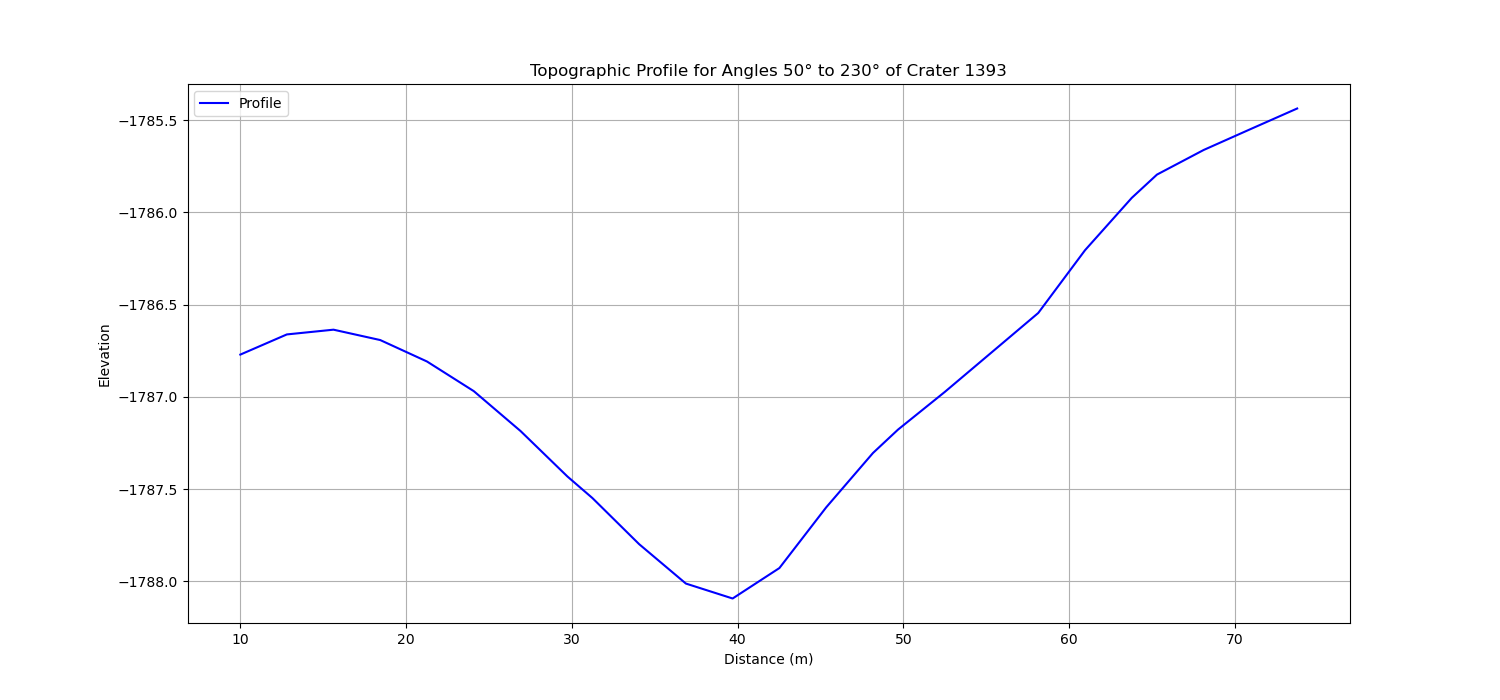 Topographic Profile for Angles 50° to 230° of Crater 1393
Profile
−1785.5
−1786.0
−1786.5
−1787.0
−1787.5
−1788.0
Elevation
10 20 30 40 50 60 70
Distance (m)